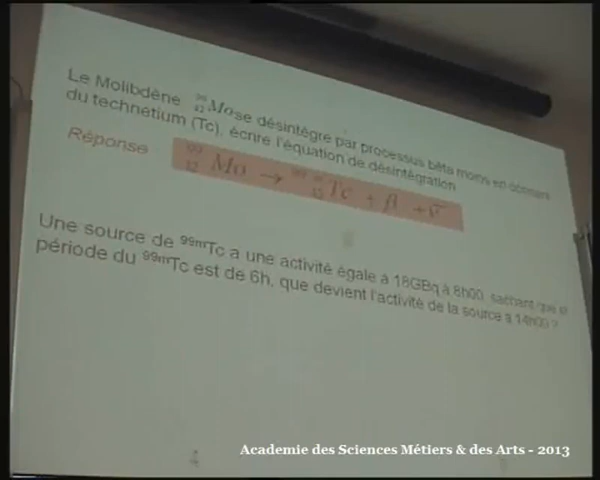 Le Molibdène ⁹⁹₄₂Mo se désintègre par processus bêta moins en donnant
du technetium (Tc), écrire l'équation de désintégration
Réponse
⁹⁹₄₂Mo → ⁹⁹ᵐ₄₃Tc + β + ν̄
Une source de ⁹⁹ᵐTc a une activité égale à 18GBq à 8h00, sachant que la
période du ⁹⁹ᵐTc est de 6h, que devient l'activité de la source à 14h00 ?
Academie des Sciences Métiers & des Arts - 2013